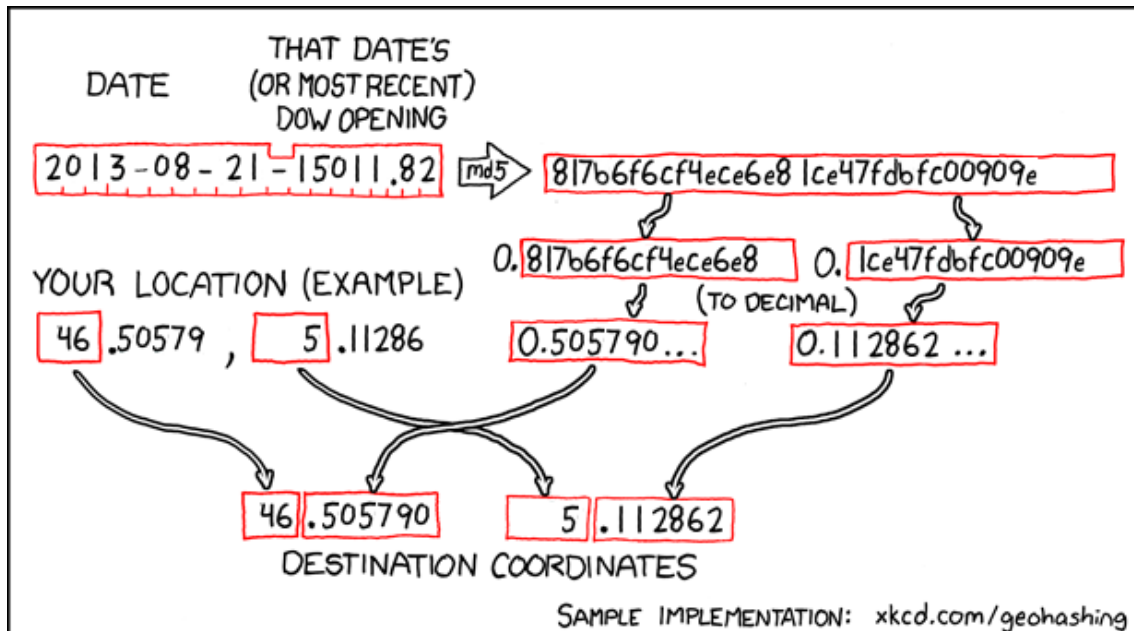 THAT DATE'S
DATE (OR MOST RECENT)
DOW OPENING
2013-08-21-15011.82 md5 817b6f6cf4ece6e8 1ce47fdbfc00909e
0.817b6f6cf4ece6e8 0.1ce47fdbfc00909e
YOUR LOCATION (EXAMPLE) (TO DECIMAL)
46.50579, 5.11286 0.505790... 0.112862...
46.505790 5.112862
DESTINATION COORDINATES
SAMPLE IMPLEMENTATION: xkcd.com/geohashing